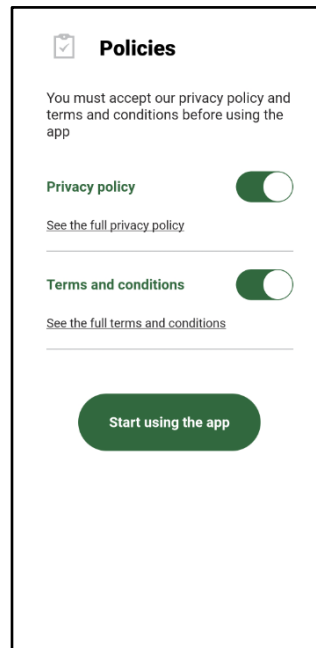 Policies
You must accept our privacy policy and
terms and conditions before using the
app
Privacy policy
See the full privacy policy
Terms and conditions
See the full terms and conditions
Start using the app